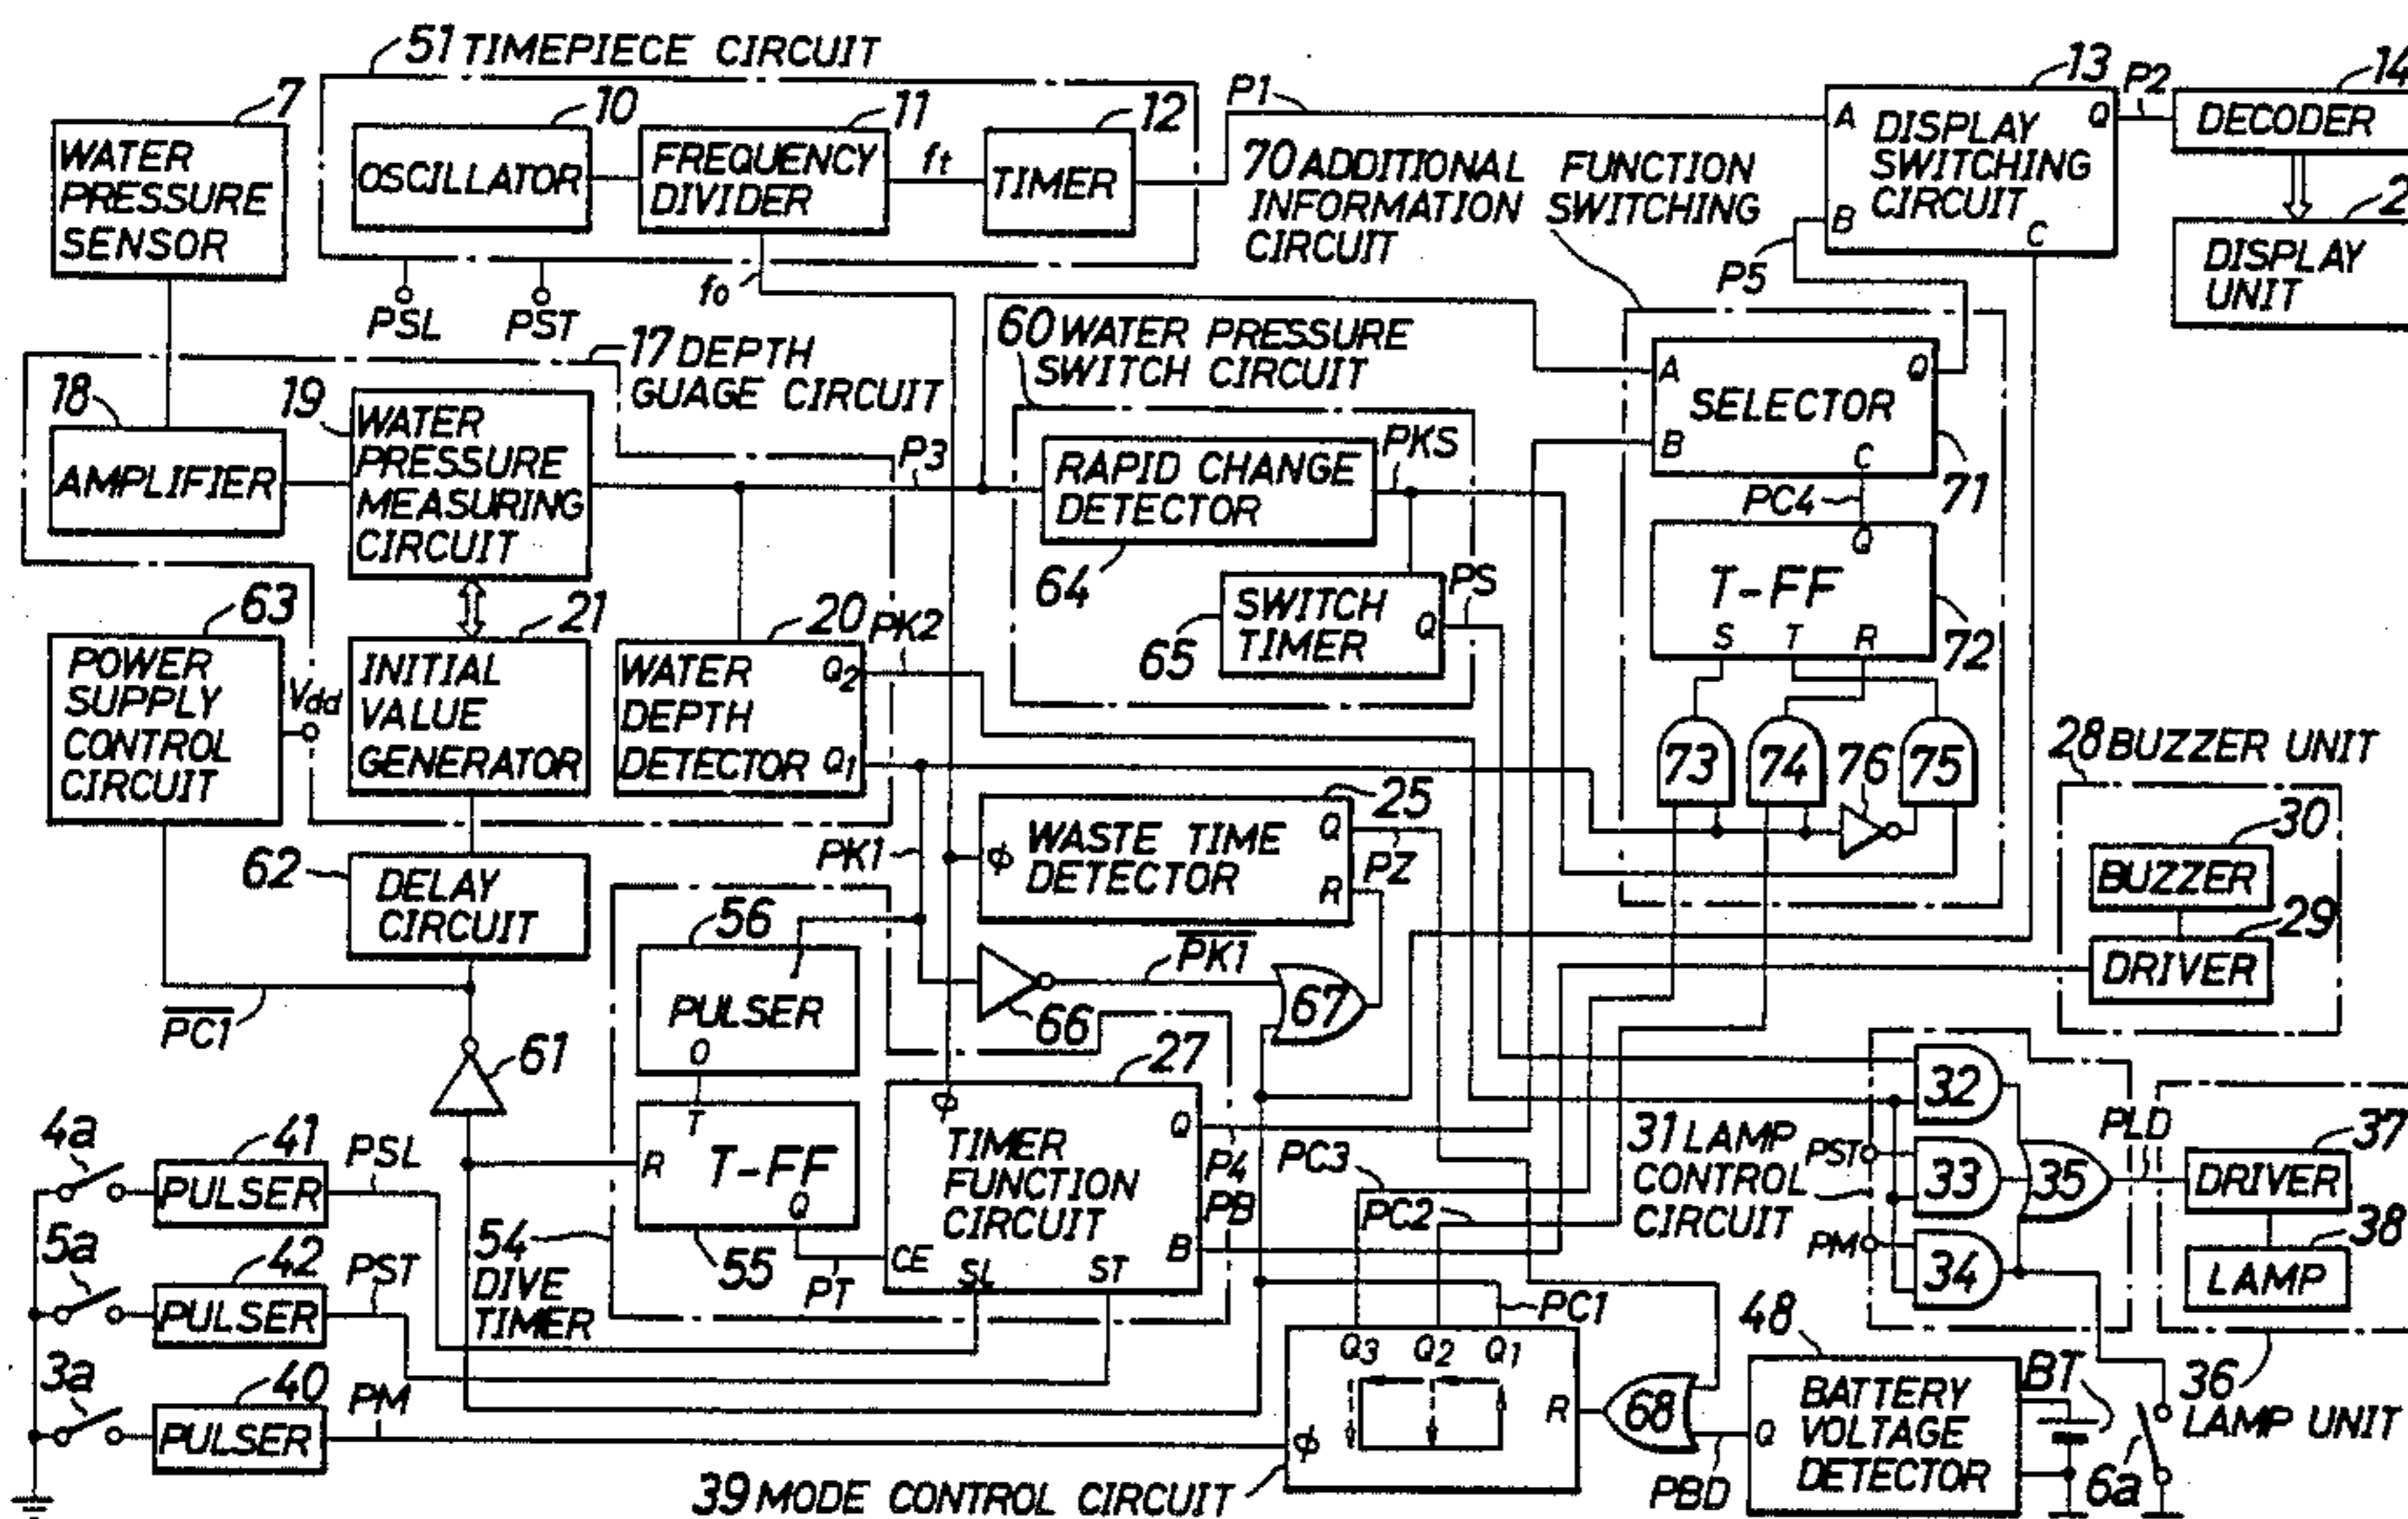 51 TIMEPIECE CIRCUIT
7
WATER
PRESSURE
SENSOR
10
OSCILLATOR
11
FREQUENCY
DIVIDER
ft
12
TIMER
fo
PSL
PST
P1
13
A
B
C
Q
DISPLAY
SWITCHING
CIRCUIT
P2
14
DECODER
2
DISPLAY
UNIT
70 ADDITIONAL FUNCTION
INFORMATION SWITCHING
CIRCUIT
P5
17 DEPTH
GUAGE CIRCUIT
18
AMPLIFIER
19
WATER
PRESSURE
MEASURING
CIRCUIT
P3
60 WATER PRESSURE
SWITCH CIRCUIT
RAPID CHANGE
DETECTOR
64
PKS
SWITCH
TIMER
Q
65
PS
A
B
Q
C
SELECTOR
71
PC4
Q
T-FF
S T R
72
73
74
76
75
63
POWER
SUPPLY
CONTROL
CIRCUIT
Vdd
21
INITIAL
VALUE
GENERATOR
20
WATER
DEPTH
DETECTOR
Q2
Q1
PK2
PK1
25
WASTE TIME
DETECTOR
φ
Q
R
PZ
28 BUZZER UNIT
30
BUZZER
29
DRIVER
62
DELAY
CIRCUIT
PC1
61
56
PULSER
O
T
R
T-FF
Q
55
54
DIVE
TIMER
PT
66
PK1
67
27
φ
TIMER
FUNCTION
CIRCUIT
Q
B
CE
SL
ST
P4
PB
PC3
PC2
PC1
31 LAMP
CONTROL
CIRCUIT
PST
PM
32
33
34
35
PLD
37
DRIVER
38
LAMP
36
LAMP UNIT
4a
41
PULSER
PSL
5a
42
PULSER
PST
3a
40
PULSER
PM
Q3 Q2 Q1
φ
R
39 MODE CONTROL CIRCUIT
68
PBD
48
Q
BATTERY
VOLTAGE
DETECTOR
BT
6a